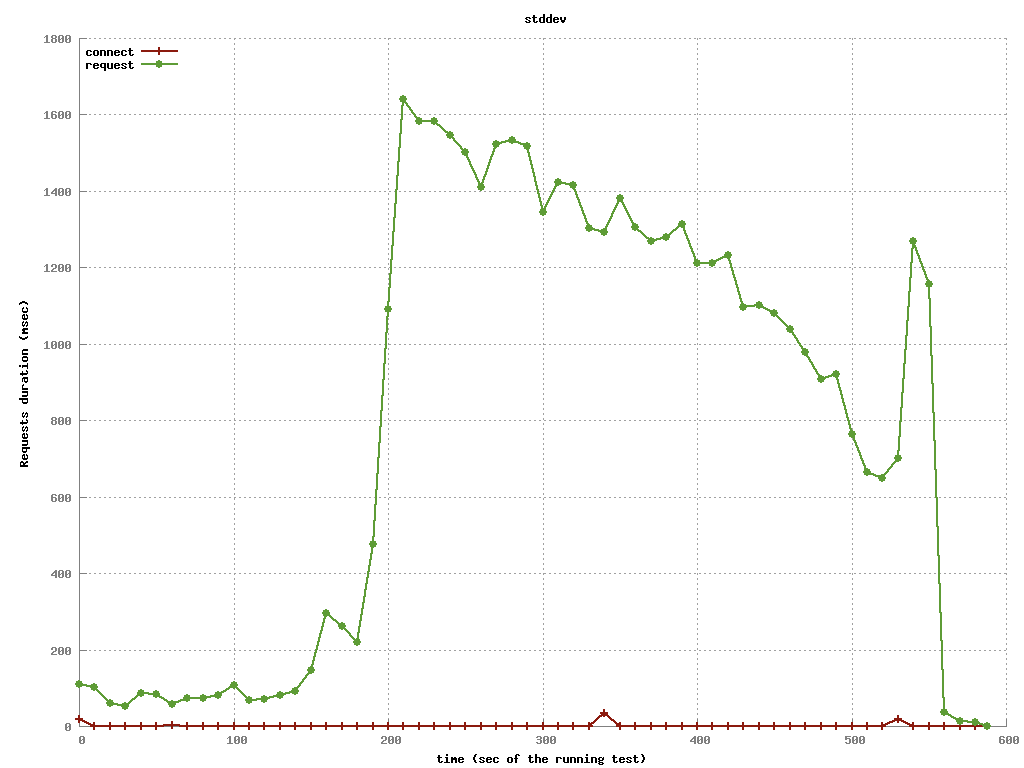 stddev
1800
connect
request
1600
1400
1200
1000
800
600
400
200
0
0 100 200 300 400 500 600
Requests duration (msec)
time (sec of the running test)